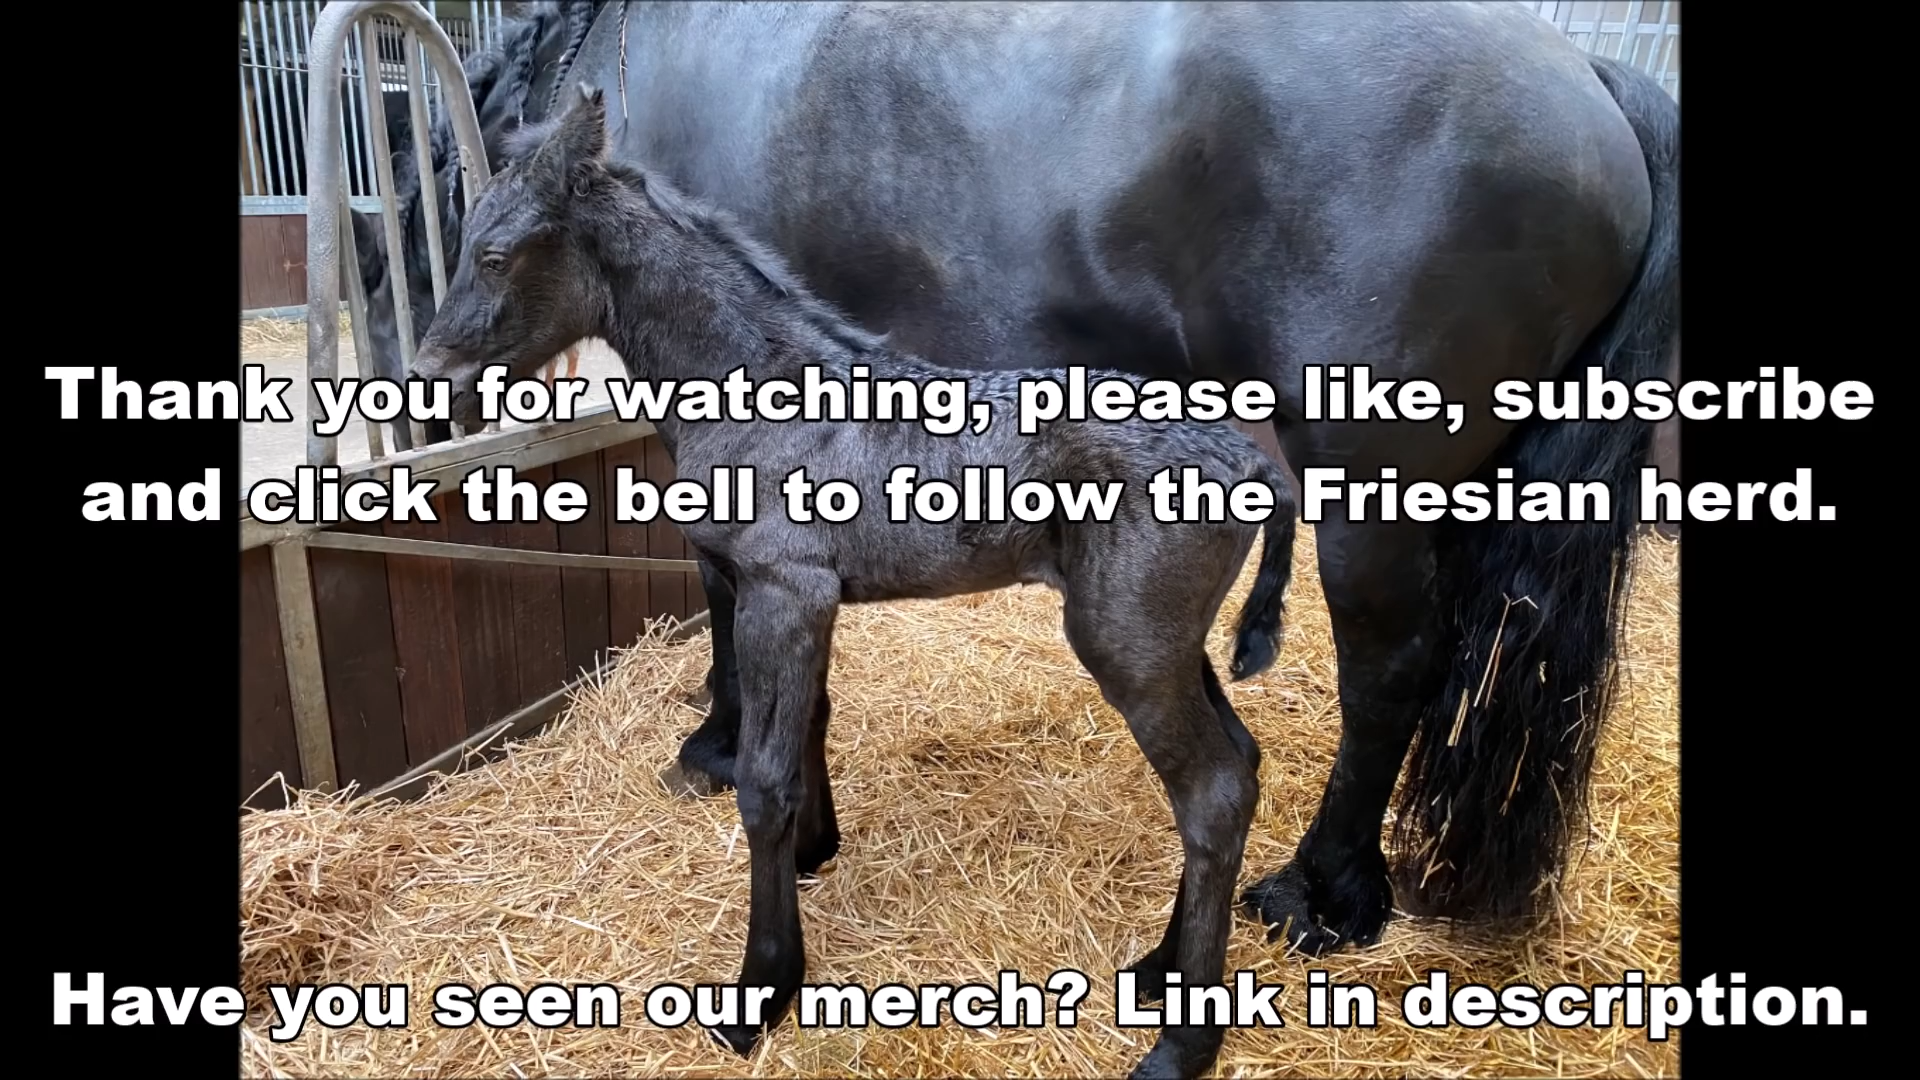 Thank you for watching, please like, subscribe
and click the bell to follow the Friesian herd.
Have you seen our merch? Link in description.